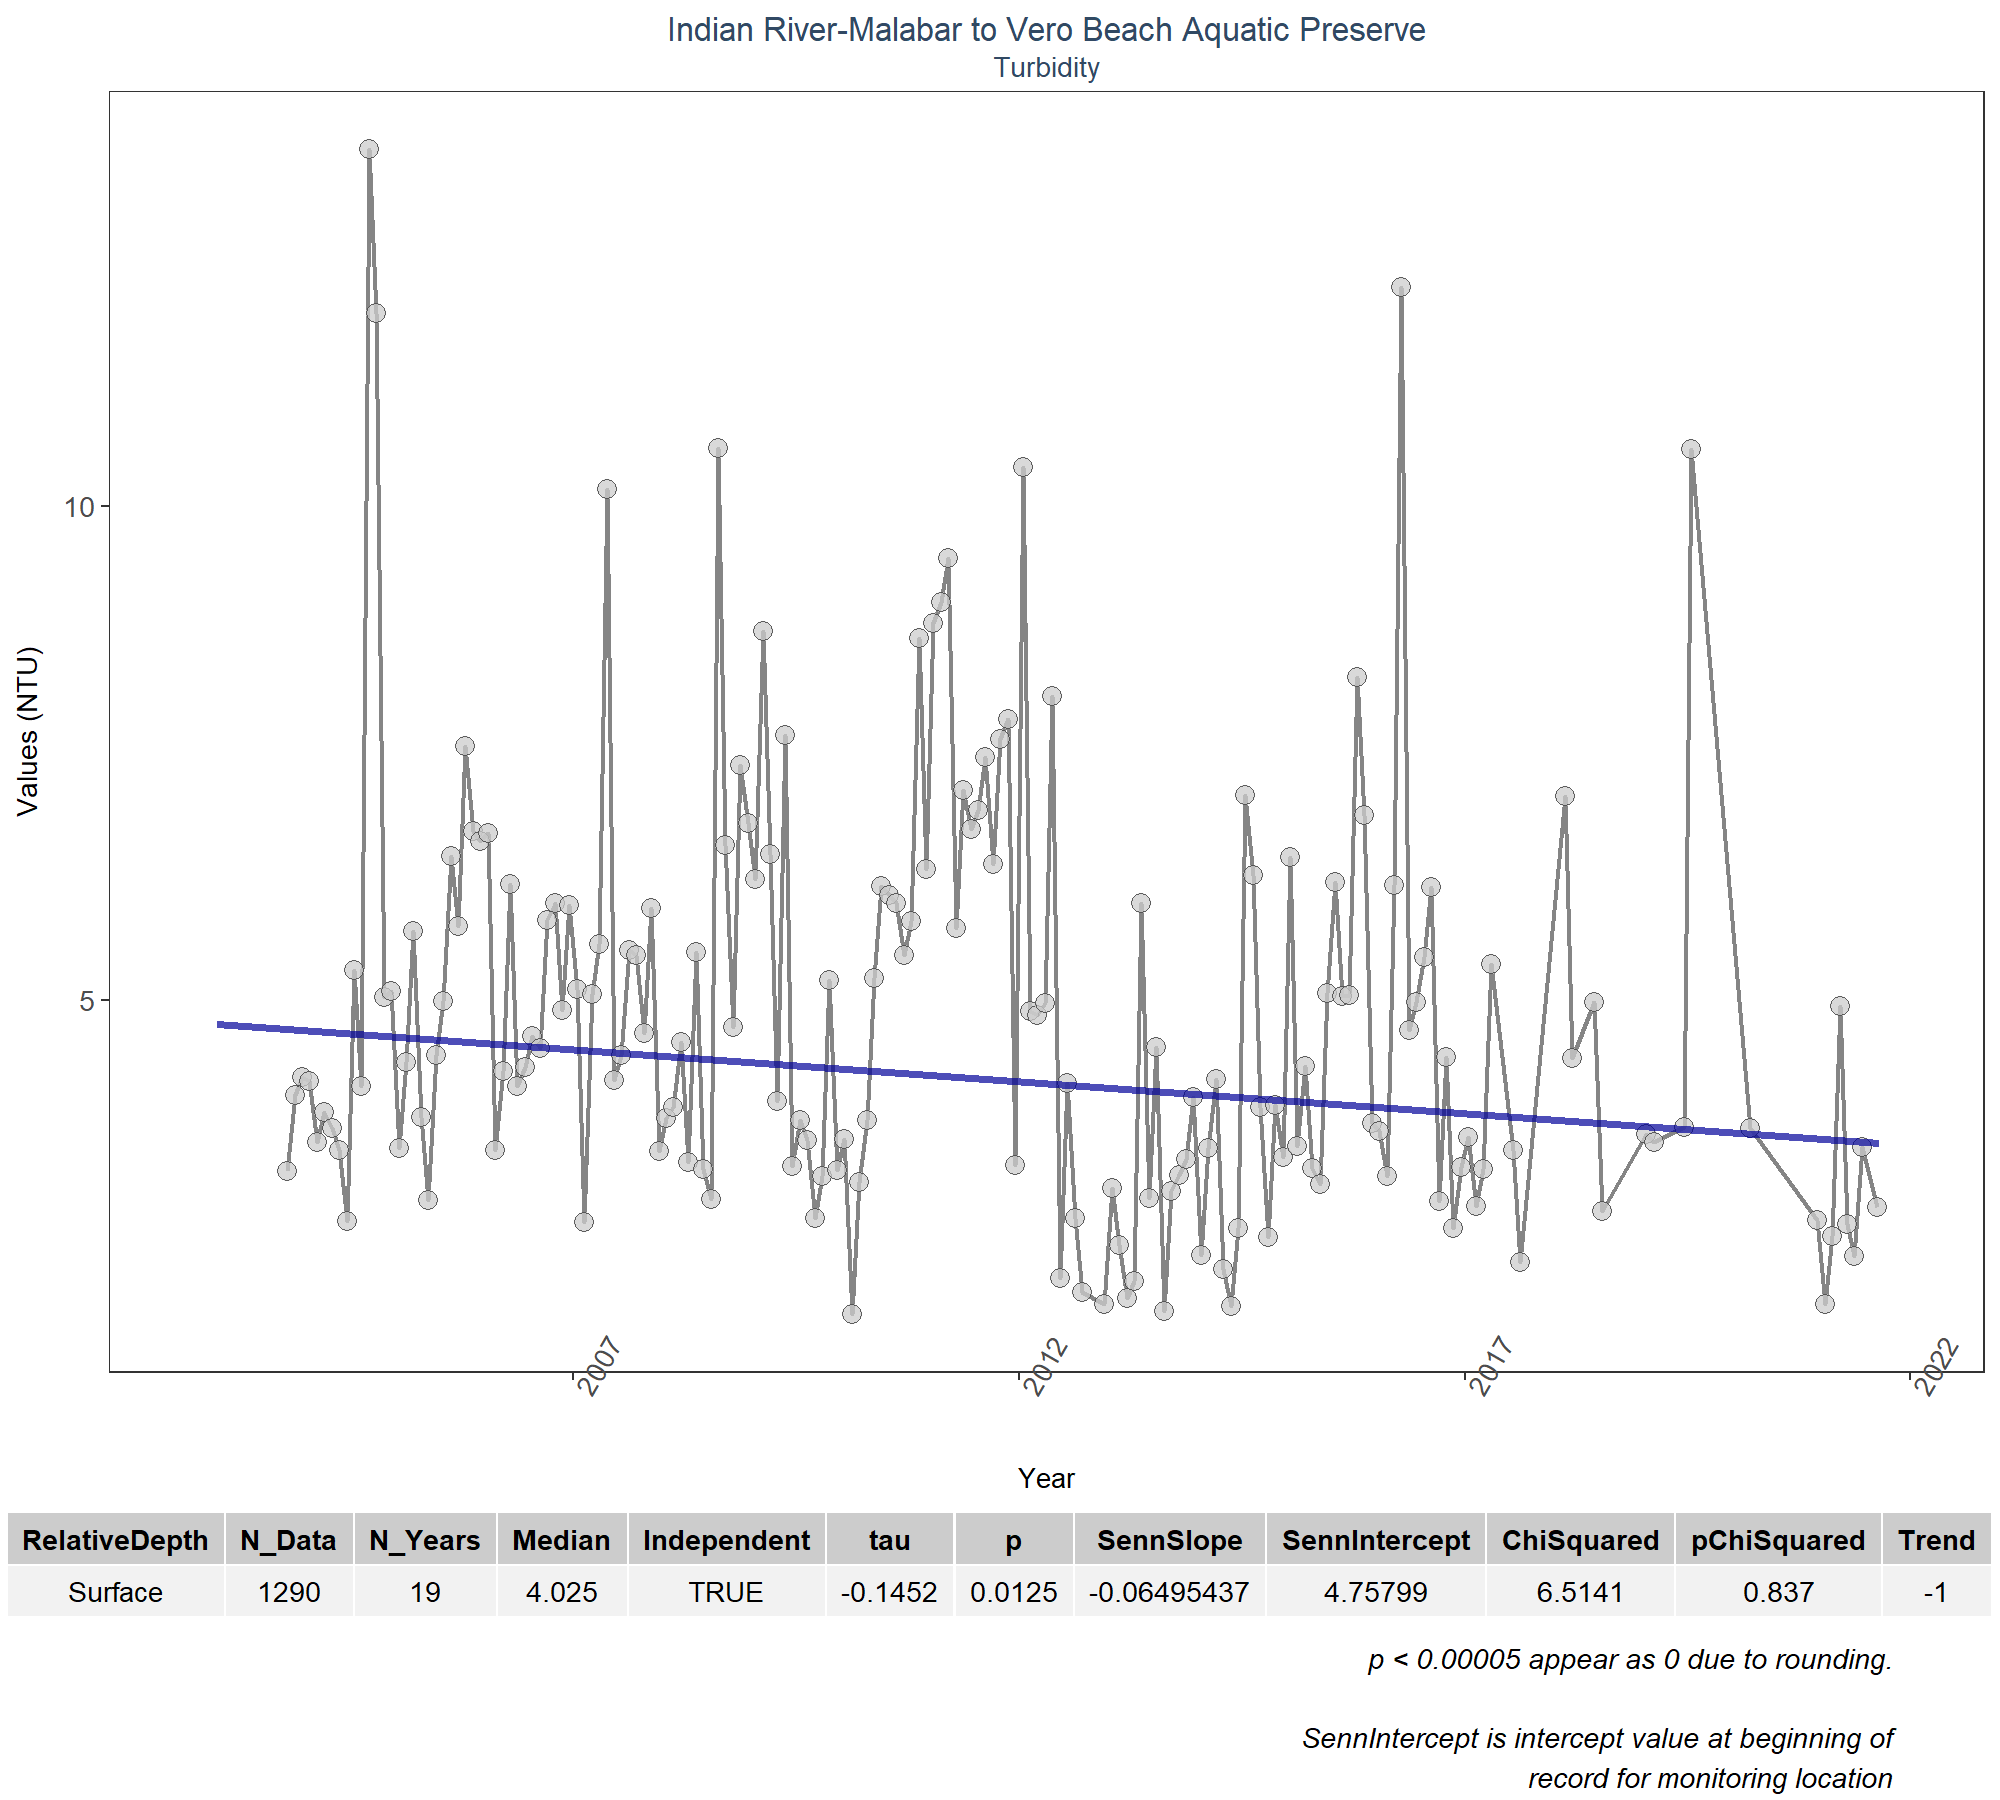 Indian River-Malabar to Vero Beach Aquatic Preserve
Turbidity
Values (NTU)
10
5
2007
2012
2017
2022
Year
RelativeDepth N_Data N_Years Median Independent tau p SennSlope SennIntercept ChiSquared pChiSquared Trend
Surface 1290 19 4.025 TRUE -0.1452 0.0125 -0.06495437 4.75799 6.5141 0.837 -1
p < 0.00005 appear as 0 due to rounding.
SennIntercept is intercept value at beginning of
record for monitoring location